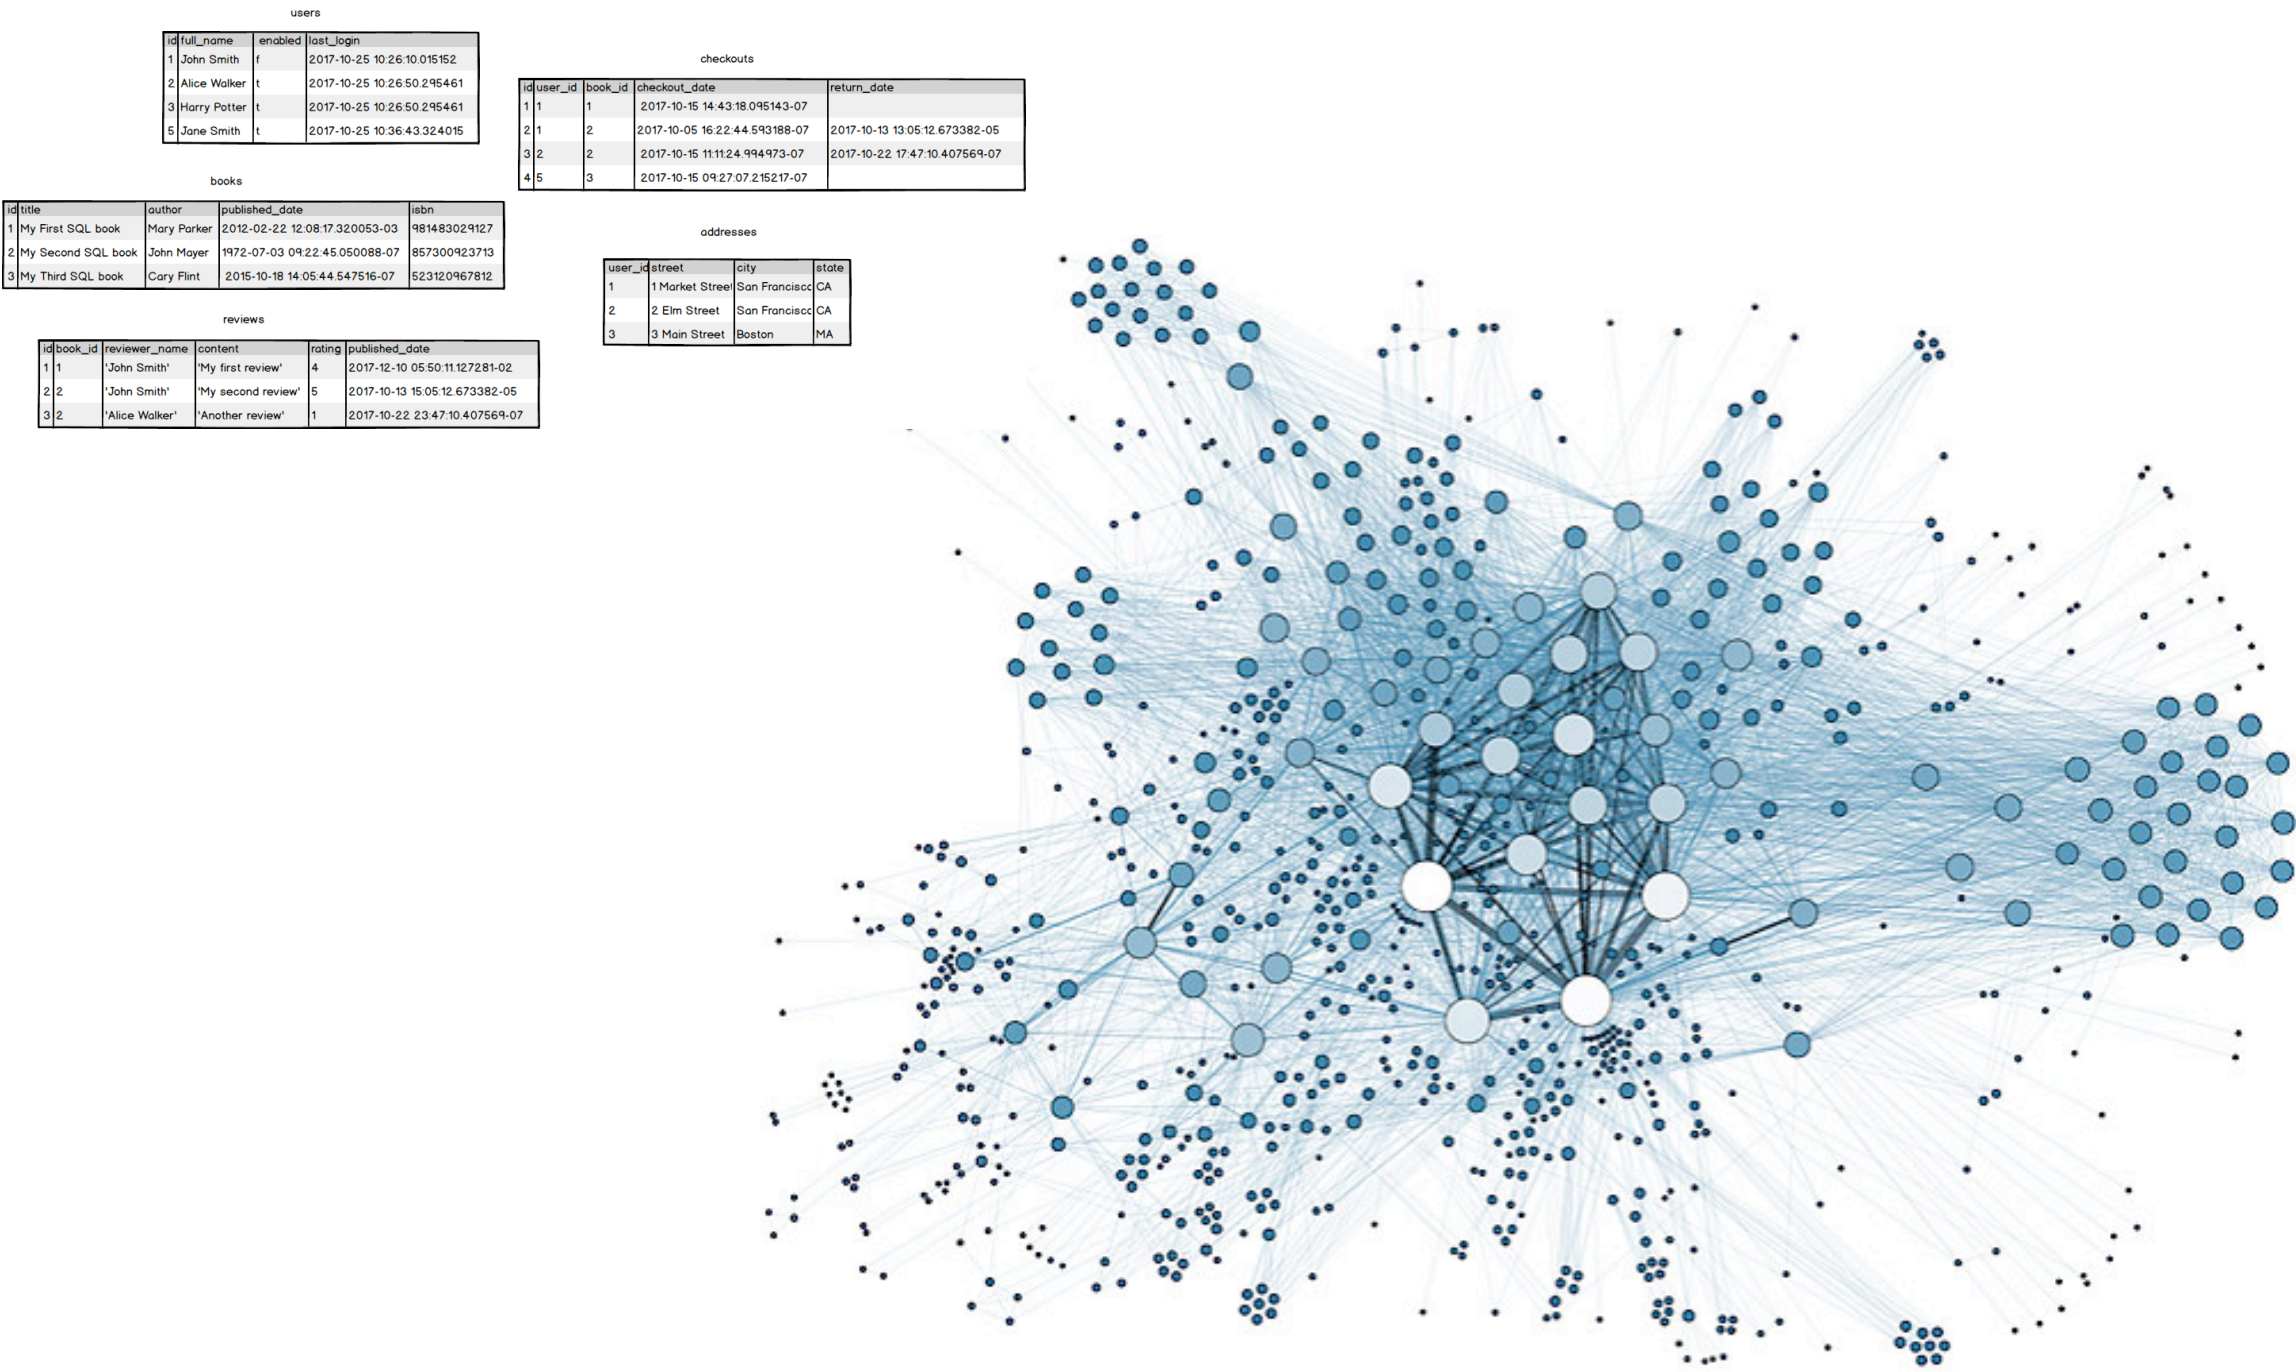 users
id full_name enabled last_login
1 John Smith f 2017-10-25 10:26:10.015152
2 Alice Walker t 2017-10-25 10:26:50.295461
3 Harry Potter t 2017-10-25 10:26:50.295461
5 Jane Smith t 2017-10-25 10:36:43.324015
checkouts
id user_id book_id checkout_date return_date
1 1 1 2017-10-15 14:43:18.095143-07
2 1 2 2017-10-05 16:22:44.593188-07 2017-10-13 13:05:12.673382-05
3 2 2 2017-10-15 11:11:24.994973-07 2017-10-22 17:47:10.407569-07
4 5 3 2017-10-15 09:27:07.215217-07
books
id title author published_date isbn
1 My First SQL book Mary Parker 2012-02-22 12:08:17.320053-03 981483029127
2 My Second SQL book John Mayer 1972-07-03 09:22:45.050088-07 857300923713
3 My Third SQL book Cary Flint 2015-10-18 14:05:44.547516-07 523120967812
addresses
user_id street city state
1 1 Market Street San Francisco CA
2 2 Elm Street San Francisco CA
3 3 Main Street Boston MA
reviews
id book_id reviewer_name content rating published_date
1 1 'John Smith' 'My first review' 4 2017-12-10 05:50:11.127281-02
2 2 'John Smith' 'My second review' 5 2017-10-13 15:05:12.673382-05
3 2 'Alice Walker' 'Another review' 1 2017-10-22 23:47:10.407569-07